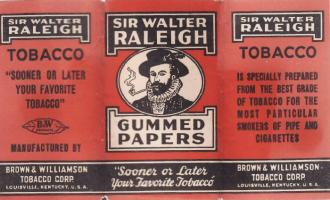 SIR WALTER
RALEIGH
TOBACCO
"SOONER OR LATER
YOUR FAVORITE
TOBACCO"
B&W
MANUFACTURED BY
BROWN & WILLIAMSON
TOBACCO CORP.
LOUISVILLE, KENTUCKY, U.S.A.
SIR WALTER
RALEIGH
GUMMED
PAPERS
"Sooner or Later
Your Favorite Tobacco"
SIR WALTER
RALEIGH
TOBACCO
IS SPECIALLY PREPARED
FROM THE BEST GRADE
OF TOBACCO FOR THE
MOST PARTICULAR
SMOKERS OF PIPE AND
CIGARETTES
BROWN & WILLIAMSON
TOBACCO CORP.
LOUISVILLE, KENTUCKY, U.S.A.